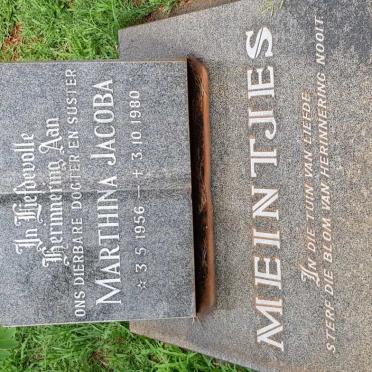 In Liefdevolle
Herinnering Aan
ONS DIERBARE DOGTER EN SUSTER
MARTHINA JACOBA
☆ 3.5.1956 — + 3.10.1980
MEINTJIES
IN DIE TUIN VAN LIEFDE
STERF DIE BLOM VAN HERINNERING NOOIT